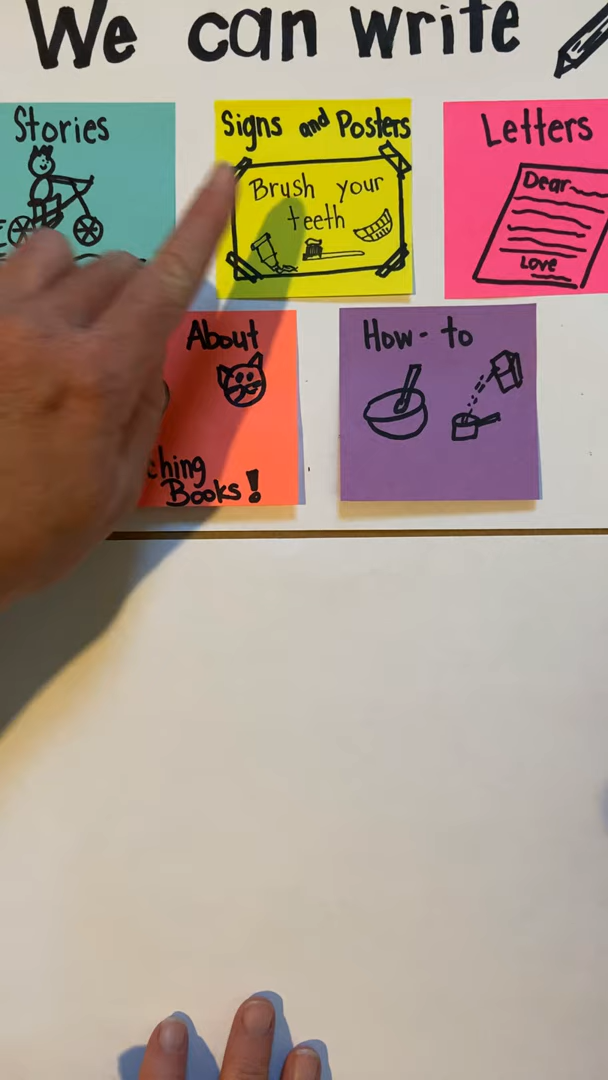 We can write
Stories
Signs and Posters
Brush your
teeth
Letters
Dear
Love
About
ching
Books!
How-to